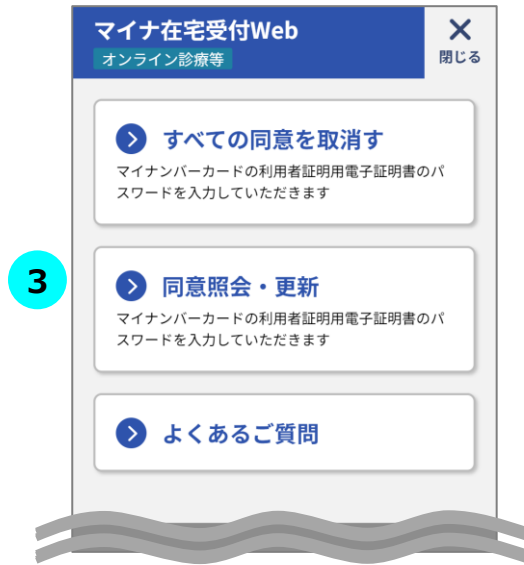 マイナ在宅受付Web
オンライン診療等
閉じる
すべての同意を取消す
マイナンバーカードの利用者証明用電子証明書のパ
スワードを入力していただきます
3
同意照会・更新
マイナンバーカードの利用者証明用電子証明書のパ
スワードを入力していただきます
よくあるご質問